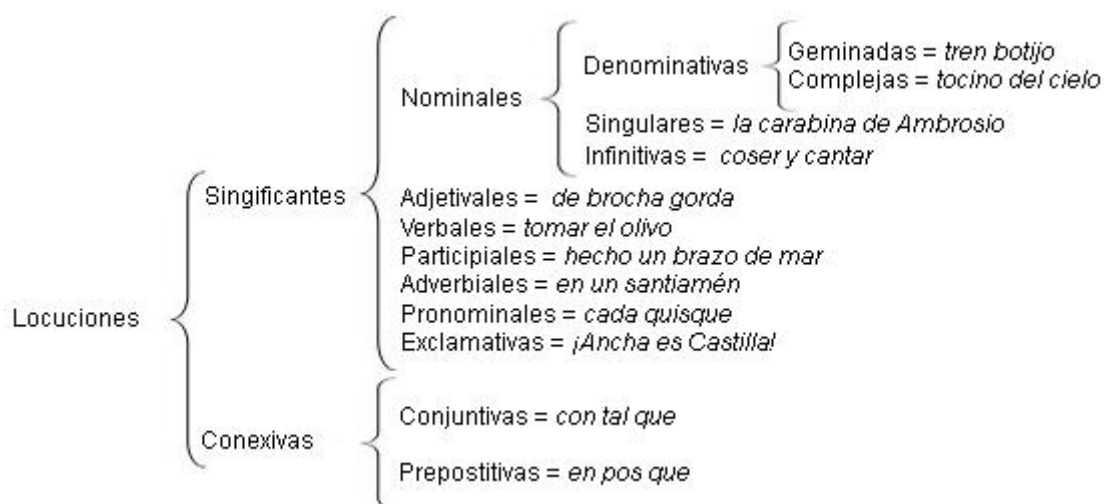 Geminadas = tren botijo
Denominativas
Complejas = tocino del cielo
Nominales
Singulares = la carabina de Ambrosio
Infinitivas = coser y cantar
Singificantes
Adjetivales = de brocha gorda
Verbales = tomar el olivo
Participiales = hecho un brazo de mar
Adverbiales = en un santiamén
Pronominales = cada quisque
Locuciones
Exclamativas = ¡Ancha es Castilla!
Conjuntivas = con tal que
Conexivas
Prepostitivas = en pos que